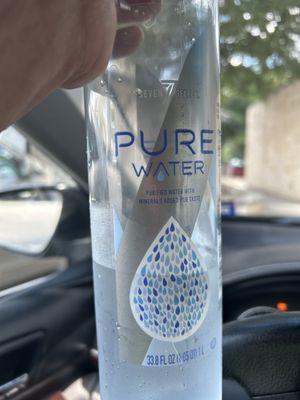 PURE
WATER
PURIFIED WATER WITH
MINERALS ADDED FOR TASTE
33.8 FL OZ (1.05 QT) 1 L